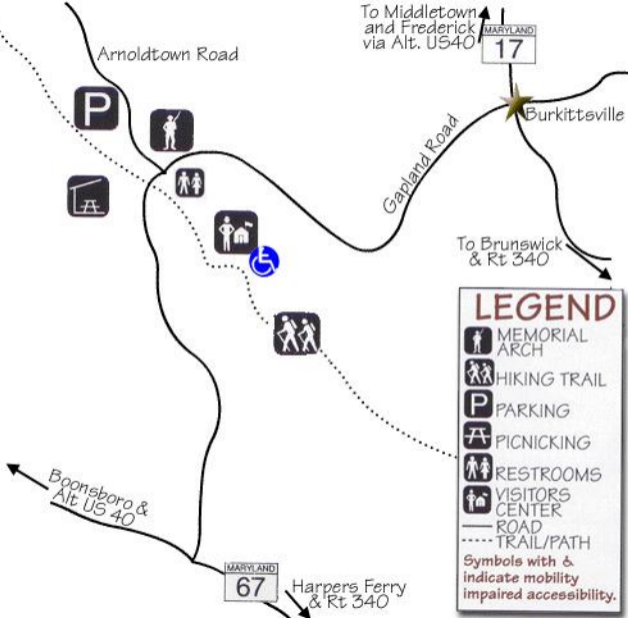 To Middletown
and Frederick
via Alt. US40
MARYLAND
17
Arnoldtown Road
P
Burkittsville
Gapland Road
To Brunswick
& Rt 340
LEGEND
MEMORIAL
ARCH
HIKING TRAIL
P PARKING
PICNICKING
RESTROOMS
VISITORS
CENTER
ROAD
TRAIL/PATH
Symbols with ♿
indicate mobility
impaired accessibility.
Boonsboro &
Alt US 40
MARYLAND
67
Harpers Ferry
& Rt 340